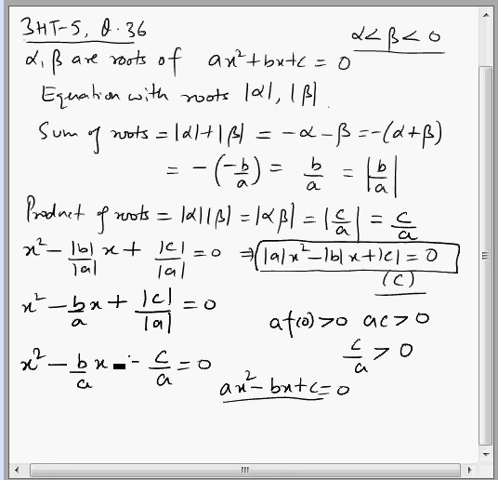 3HT-5, Q.36
α<β<0
α, β are roots of ax²+bx+c = 0
Equation with roots |α|, |β|.
Sum of roots = |α|+|β| = -α-β = -(α+β)
= -(-b/a) = b/a = |b/a|
Product of roots = |α||β| = |αβ| = |c/a| = c/a
x² - |b|/|a| x + |c|/|a| = 0 ⇒ |a|x²-|b|x+|c| = 0
(c)
x² - b/a x + |c|/|a| = 0
af(0)>0 ac>0
c/a > 0
x² - b/a x - c/a = 0
ax²-bx+c=0